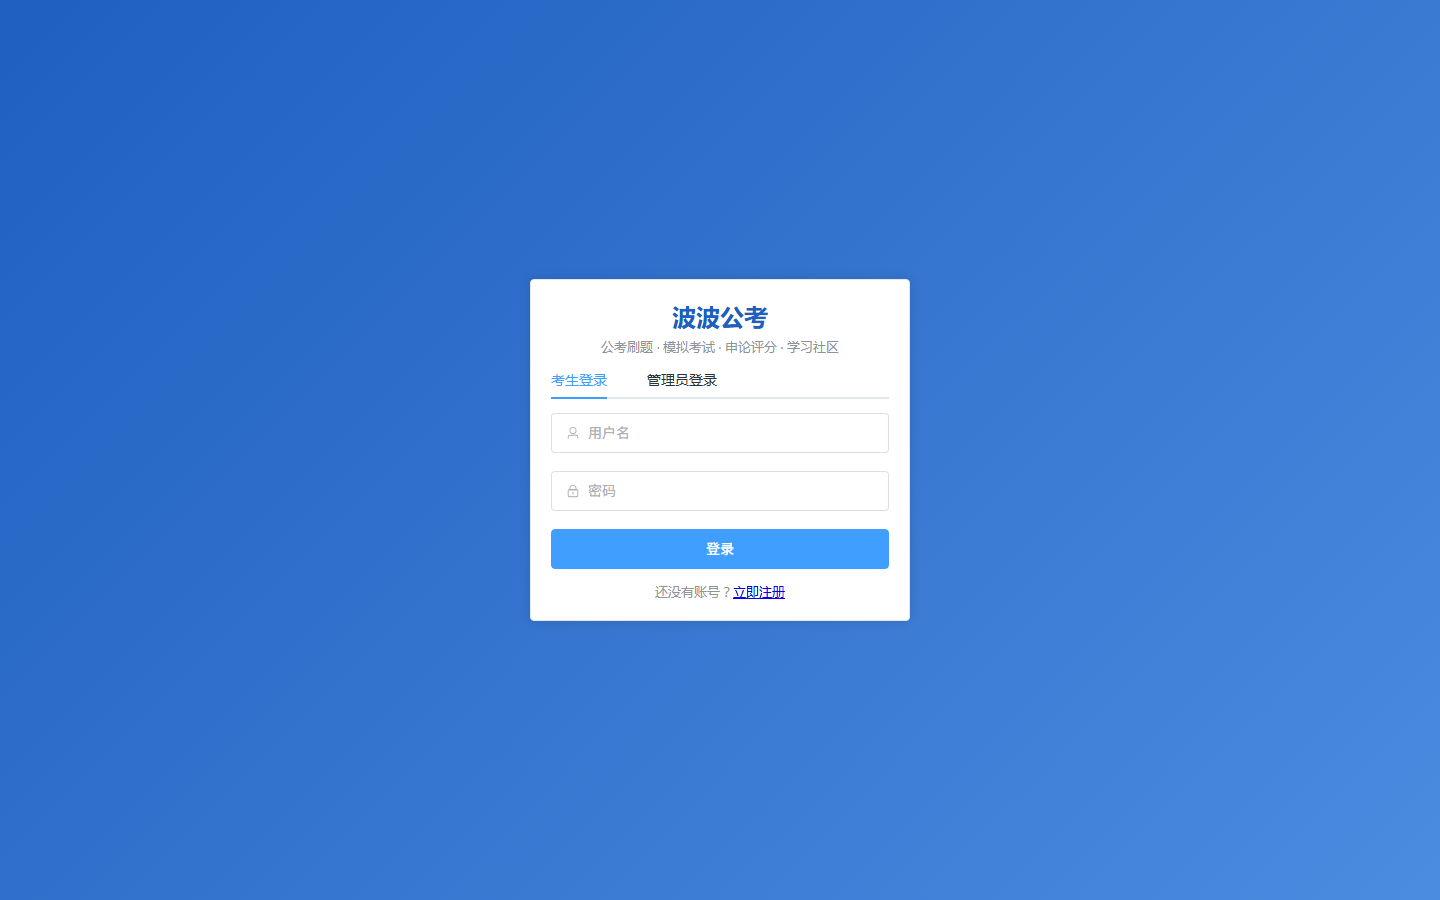 波波公考
公考刷题 · 模拟考试 · 申论评分 · 学习社区
考生登录 管理员登录
用户名
密码
登录
还没有账号？立即注册